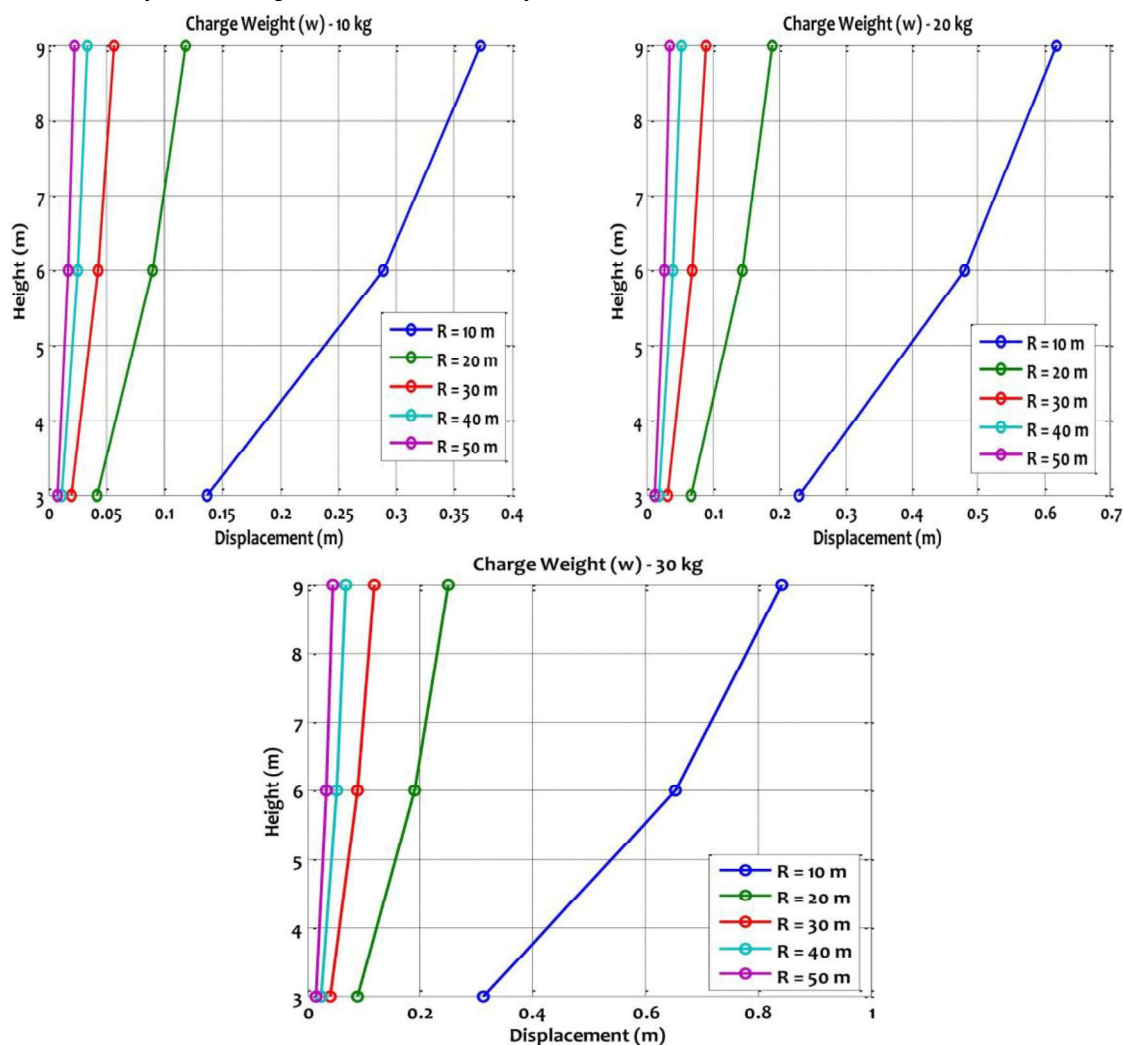 Charge Weight (w) - 10 kg
9
8
7
6
5
4
3
Height (m)
0
0.05
0.1
0.15
0.2
0.25
0.3
0.35
0.4
Displacement (m)
R = 10 m
R = 20 m
R = 30 m
R = 40 m
R = 50 m
Charge Weight (w) - 20 kg
9
8
7
6
5
4
3
Height (m)
0
0.1
0.2
0.3
0.4
0.5
0.6
0.7
Displacement (m)
R = 10 m
R = 20 m
R = 30 m
R = 40 m
R = 50 m
Charge Weight (w) - 30 kg
9
8
7
6
5
4
3
Height (m)
0
0.2
0.4
0.6
0.8
1
Displacement (m)
R = 10 m
R = 20 m
R = 30 m
R = 40 m
R = 50 m